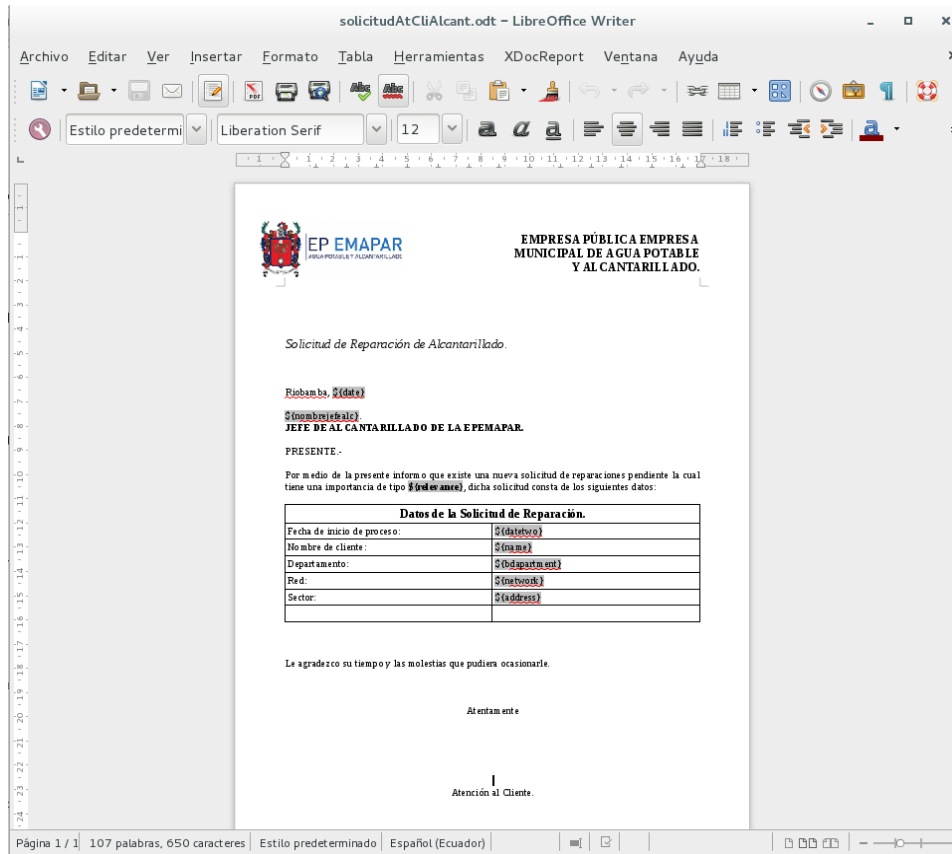 solicitudAtCliAlcant.odt – LibreOffice Writer
Archivo Editar Ver Insertar Formato Tabla Herramientas XDocReport Ventana Ayuda
Estilo predetermi Liberation Serif 12
EP EMAPAR
AGUA POTABLE Y ALCANTARILLADO
EMPRESA PÚBLICA EMPRESA
MUNICIPAL DE AGUA POTABLE
Y ALCANTARILLADO.
Solicitud de Reparación de Alcantarillado.
Riobamba, ${date}
${nombrejefealc}.
JEFE DE ALCANTARILLADO DE LA EPEMAPAR.
PRESENTE.-
Por medio de la presente informo que existe una nueva solicitud de reparaciones pendiente la cual
tiene una importancia de tipo ${relevance}, dicha solicitud consta de los siguientes datos:
Datos de la Solicitud de Reparación.
Fecha de inicio de proceso: ${datetwo}
Nombre de cliente: ${name}
Departamento: ${bdapartment}
Red: ${network}
Sector: ${address}
Le agradezco su tiempo y las molestias que pudiera ocasionarle.
Atentamente
Atención al Cliente.
Página 1 / 1 107 palabras, 650 caracteres Estilo predeterminado Español (Ecuador)